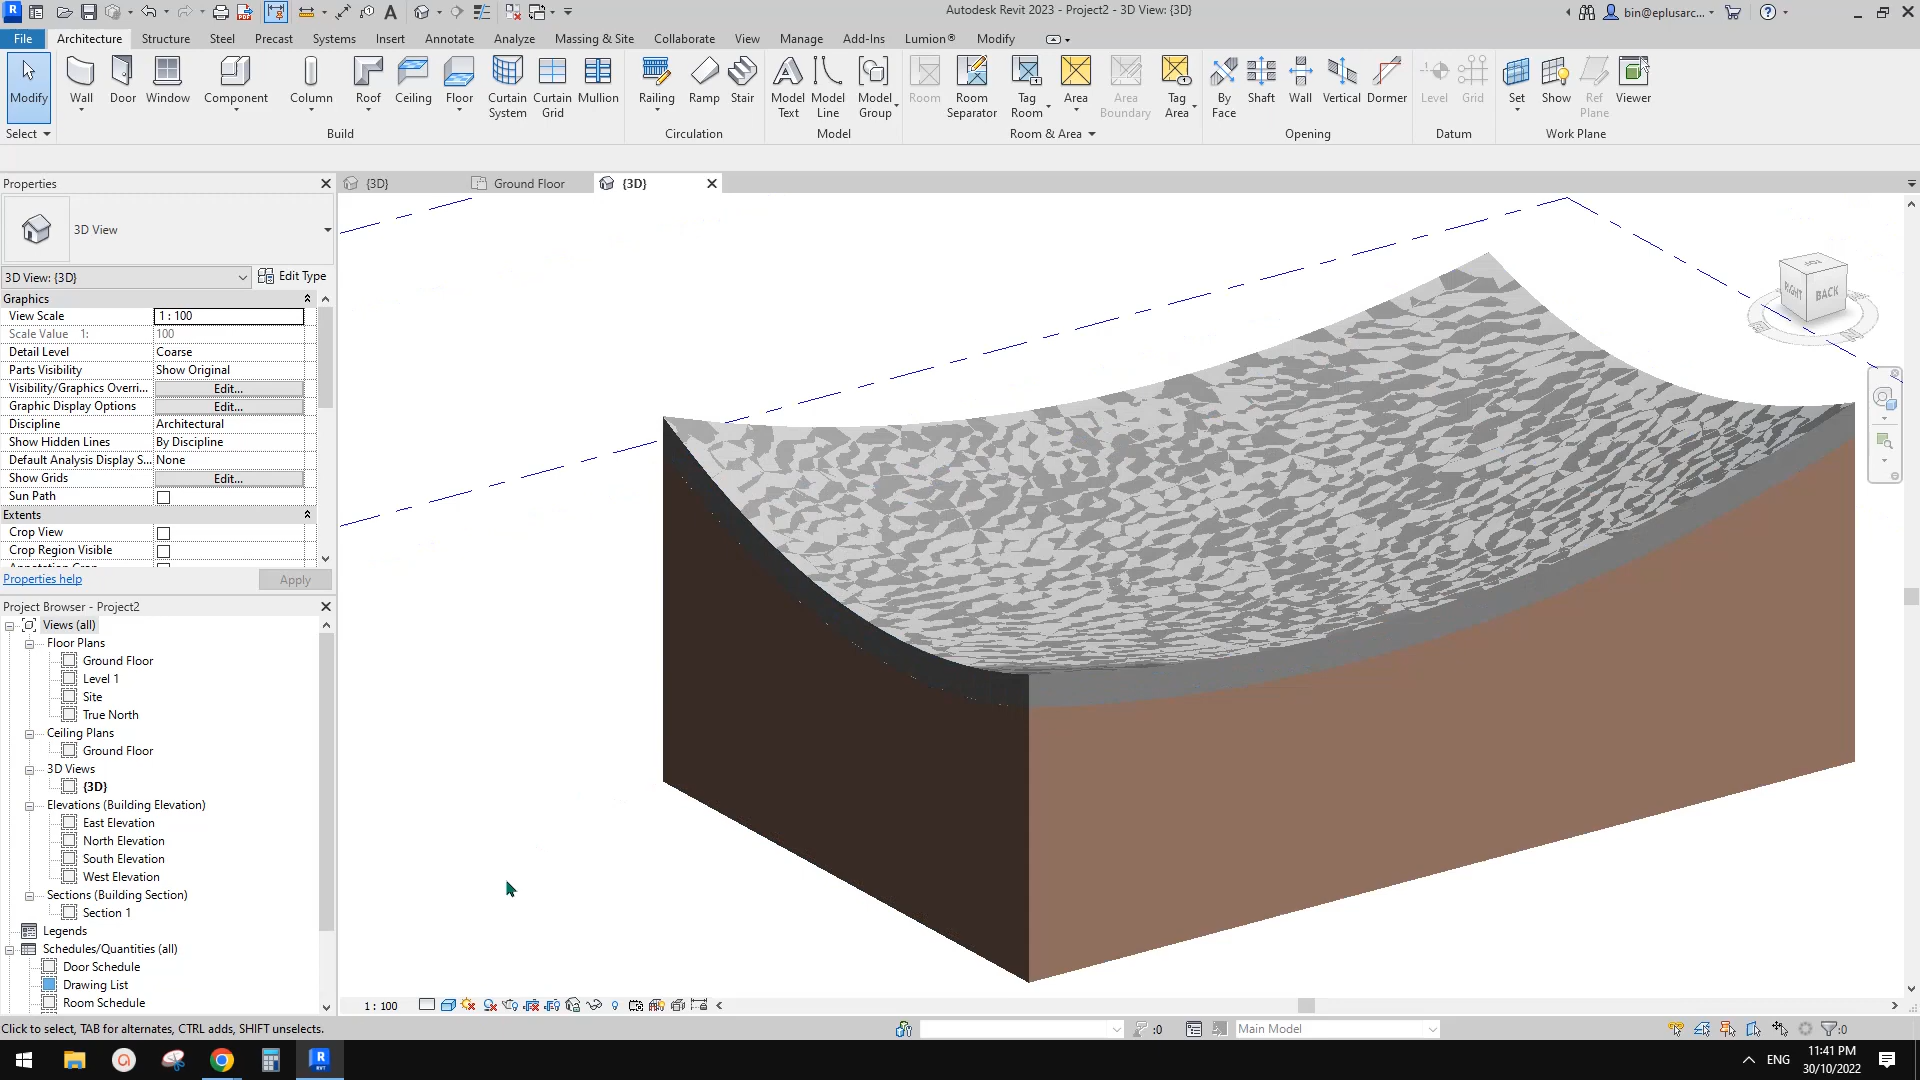 Autodesk Revit 2023 - Project2 - 3D View: {3D}
bin@eplusarc...
File Architecture Structure Steel Precast Systems Insert Annotate Analyze Massing & Site Collaborate View Manage Add-Ins Lumion® Modify
Modify Wall Door Window Component Column Roof Ceiling Floor Curtain System Curtain Grid Mullion Railing Ramp Stair Model Text Model Line Model Group Room Room Separator Tag Room Area Area Boundary Tag Area By Face Shaft Wall Vertical Dormer Level Grid Set Show Ref Plane Viewer
Select Build Circulation Model Room & Area Opening Datum Work Plane
Properties
{3D} Ground Floor {3D}
3D View
3D View: {3D} Edit Type
Graphics
View Scale 1 : 100
Scale Value 1: 100
Detail Level Coarse
Parts Visibility Show Original
Visibility/Graphics Overri... Edit...
Graphic Display Options Edit...
Discipline Architectural
Show Hidden Lines By Discipline
Default Analysis Display S... None
Show Grids Edit...
Sun Path
Extents
Crop View
Crop Region Visible
Properties help Apply
Project Browser - Project2
Views (all)
Floor Plans
Ground Floor
Level 1
Site
True North
Ceiling Plans
Ground Floor
3D Views
{3D}
Elevations (Building Elevation)
East Elevation
North Elevation
South Elevation
West Elevation
Sections (Building Section)
Section 1
Legends
Schedules/Quantities (all)
Door Schedule
Drawing List
Room Schedule
TOP
RIGHT BACK
1 : 100
Click to select, TAB for alternates, CTRL adds, SHIFT unselects.
:0 Main Model :0
ENG
11:41 PM
30/10/2022